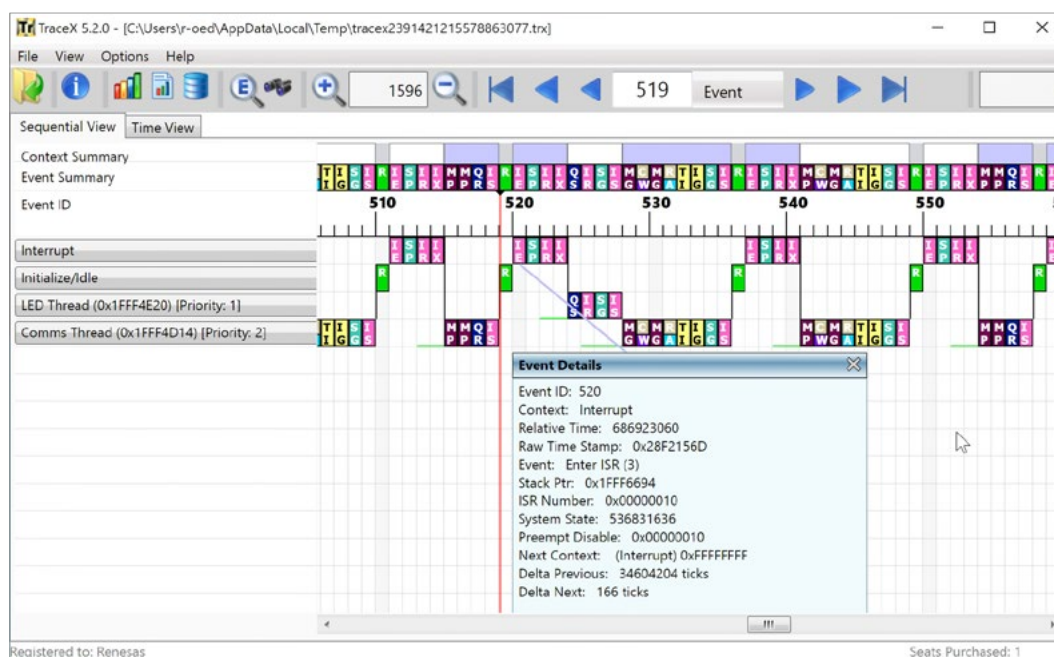 TraceX 5.2.0 - [C:\Users\r-oed\AppData\Local\Temp\tracex2391421215578863077.trx]
File View Options Help
1596 519 Event
Sequential View Time View
Context Summary
Event Summary
Event ID 510 520 530 540 550
Interrupt
Initialize/Idle
LED Thread (0x1FFF4E20) [Priority: 1]
Comms Thread (0x1FFF4D14) [Priority: 2]
Event Details
Event ID: 520
Context: Interrupt
Relative Time: 686923060
Raw Time Stamp: 0x28F2156D
Event: Enter ISR (3)
Stack Ptr: 0x1FFF6694
ISR Number: 0x00000010
System State: 536831636
Preempt Disable: 0x00000010
Next Context: (Interrupt) 0xFFFFFFFF
Delta Previous: 34604204 ticks
Delta Next: 166 ticks
Registered to: Renesas Seats Purchased: 1